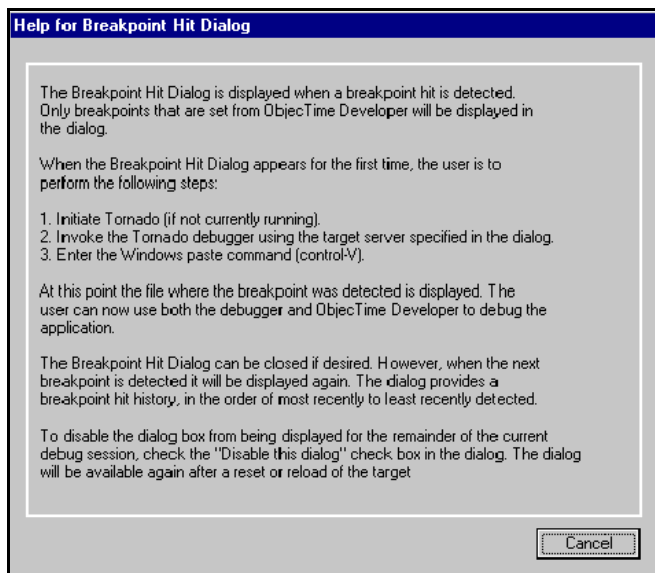 Help for Breakpoint Hit Dialog
The Breakpoint Hit Dialog is displayed when a breakpoint hit is detected.
Only breakpoints that are set from ObjecTime Developer will be displayed in
the dialog.
When the Breakpoint Hit Dialog appears for the first time, the user is to
perform the following steps:
1. Initiate Tornado (if not currently running).
2. Invoke the Tornado debugger using the target server specified in the dialog.
3. Enter the Windows paste command (control-V).
At this point the file where the breakpoint was detected is displayed. The
user can now use both the debugger and ObjecTime Developer to debug the
application.
The Breakpoint Hit Dialog can be closed if desired. However, when the next
breakpoint is detected it will be displayed again. The dialog provides a
breakpoint hit history, in the order of most recently to least recently detected.
To disable the dialog box from being displayed for the remainder of the current
debug session, check the "Disable this dialog" check box in the dialog. The dialog
will be available again after a reset or reload of the target
Cancel